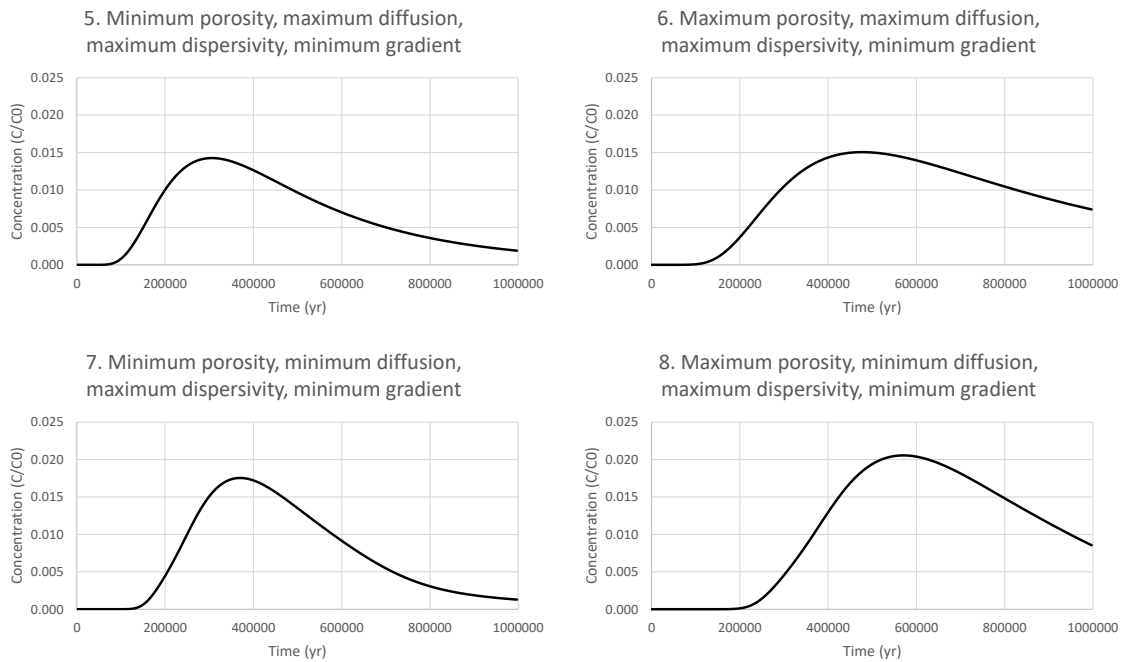 5. Minimum porosity, maximum diffusion,
maximum dispersivity, minimum gradient
0.025
0.020
0.015
0.010
0.005
0.000
Concentration (C/C0)
0 200000 400000 600000 800000 1000000
Time (yr)
6. Maximum porosity, maximum diffusion,
maximum dispersivity, minimum gradient
0.025
0.020
0.015
0.010
0.005
0.000
Concentration (C/C0)
0 200000 400000 600000 800000 1000000
Time (yr)
7. Minimum porosity, minimum diffusion,
maximum dispersivity, minimum gradient
0.025
0.020
0.015
0.010
0.005
0.000
Concentration (C/C0)
0 200000 400000 600000 800000 1000000
Time (yr)
8. Maximum porosity, minimum diffusion,
maximum dispersivity, minimum gradient
0.025
0.020
0.015
0.010
0.005
0.000
Concentration (C/C0)
0 200000 400000 600000 800000 1000000
Time (yr)